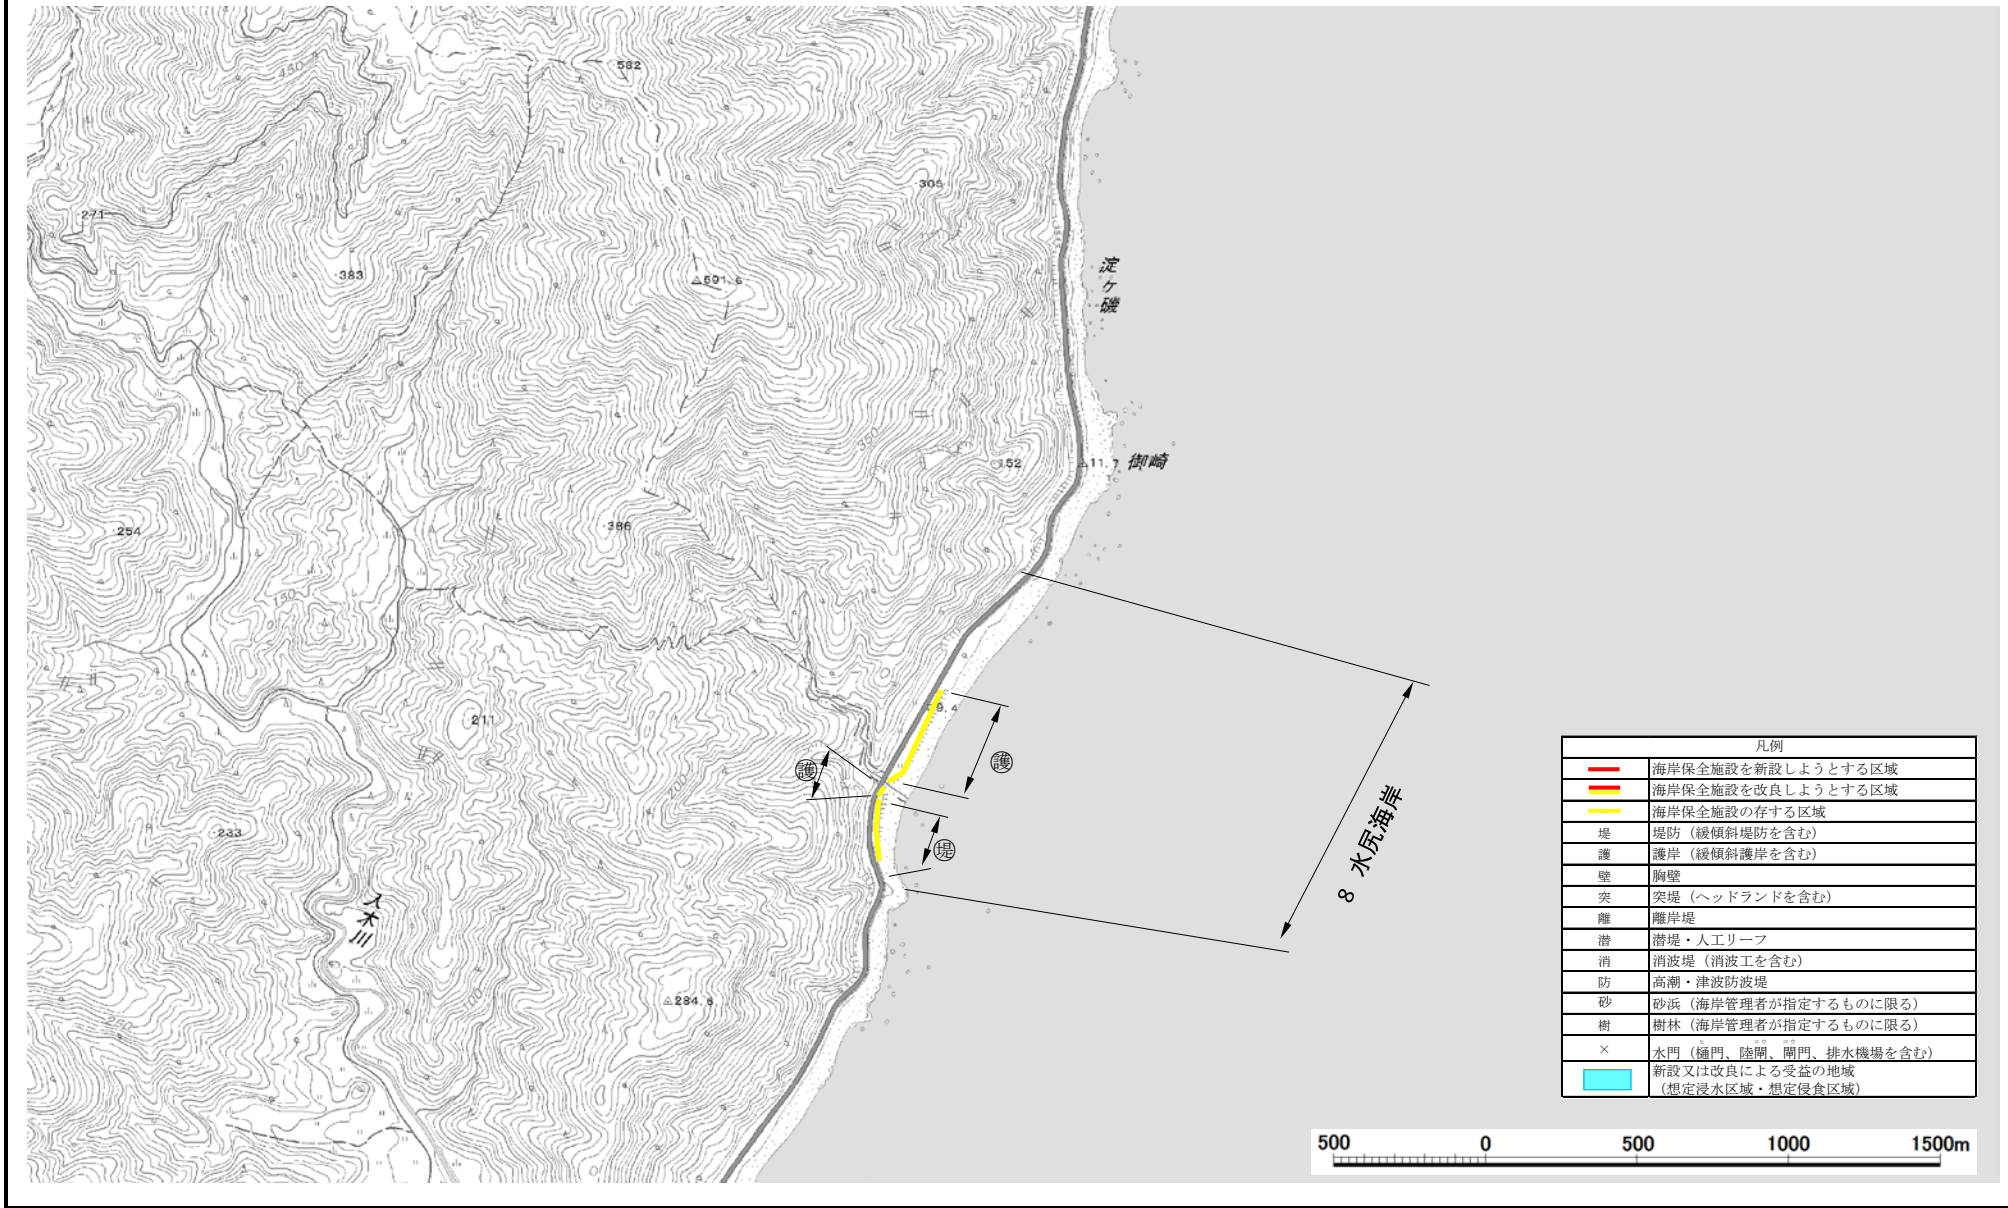 450
582
305
271
383
591.6
淀ヶ磯
350
152
11.7
御崎
254
386
150
211
9.4
護
護
200
堤
233
8 水尻海岸
入木川
284.6
凡例
海岸保全施設を新設しようとする区域
海岸保全施設を改良しようとする区域
海岸保全施設の存する区域
堤 堤防（緩傾斜堤防を含む）
護 護岸（緩傾斜護岸を含む）
壁 胸壁
突 突堤（ヘッドランドを含む）
離 離岸堤
潜 潜堤・人工リーフ
消 消波堤（消波工を含む）
防 高潮・津波防波堤
砂 砂浜（海岸管理者が指定するものに限る）
樹 樹林（海岸管理者が指定するものに限る）
ヒ コウ コウ
× 水門（樋門、陸閘、閘門、排水機場を含む）
新設又は改良による受益の地域
（想定浸水区域・想定侵食区域）
500 0 500 1000 1500m